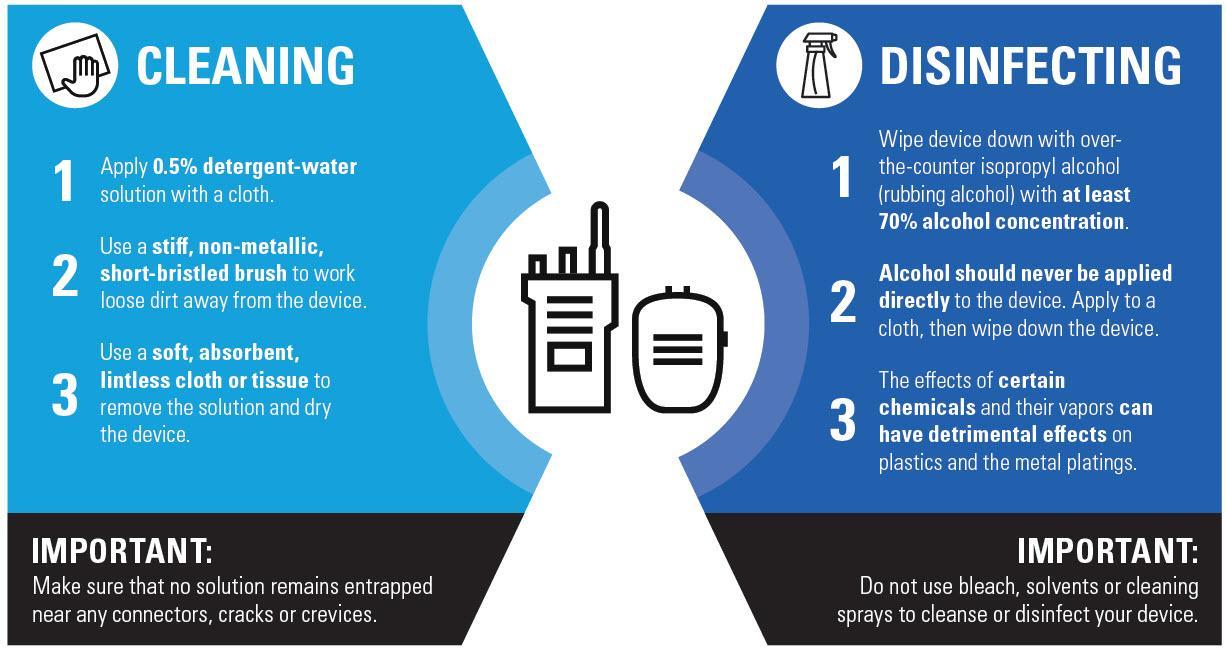 CLEANING
1
Apply 0.5% detergent-water
solution with a cloth.
2
Use a stiff, non-metallic,
short-bristled brush to work
loose dirt away from the device.
3
Use a soft, absorbent,
lintless cloth or tissue to
remove the solution and dry
the device.
IMPORTANT:
Make sure that no solution remains entrapped
near any connectors, cracks or crevices.
DISINFECTING
1
Wipe device down with over-
the-counter isopropyl alcohol
(rubbing alcohol) with at least
70% alcohol concentration.
2
Alcohol should never be applied
directly to the device. Apply to a
cloth, then wipe down the device.
3
The effects of certain
chemicals and their vapors can
have detrimental effects on
plastics and the metal platings.
IMPORTANT:
Do not use bleach, solvents or cleaning
sprays to cleanse or disinfect your device.